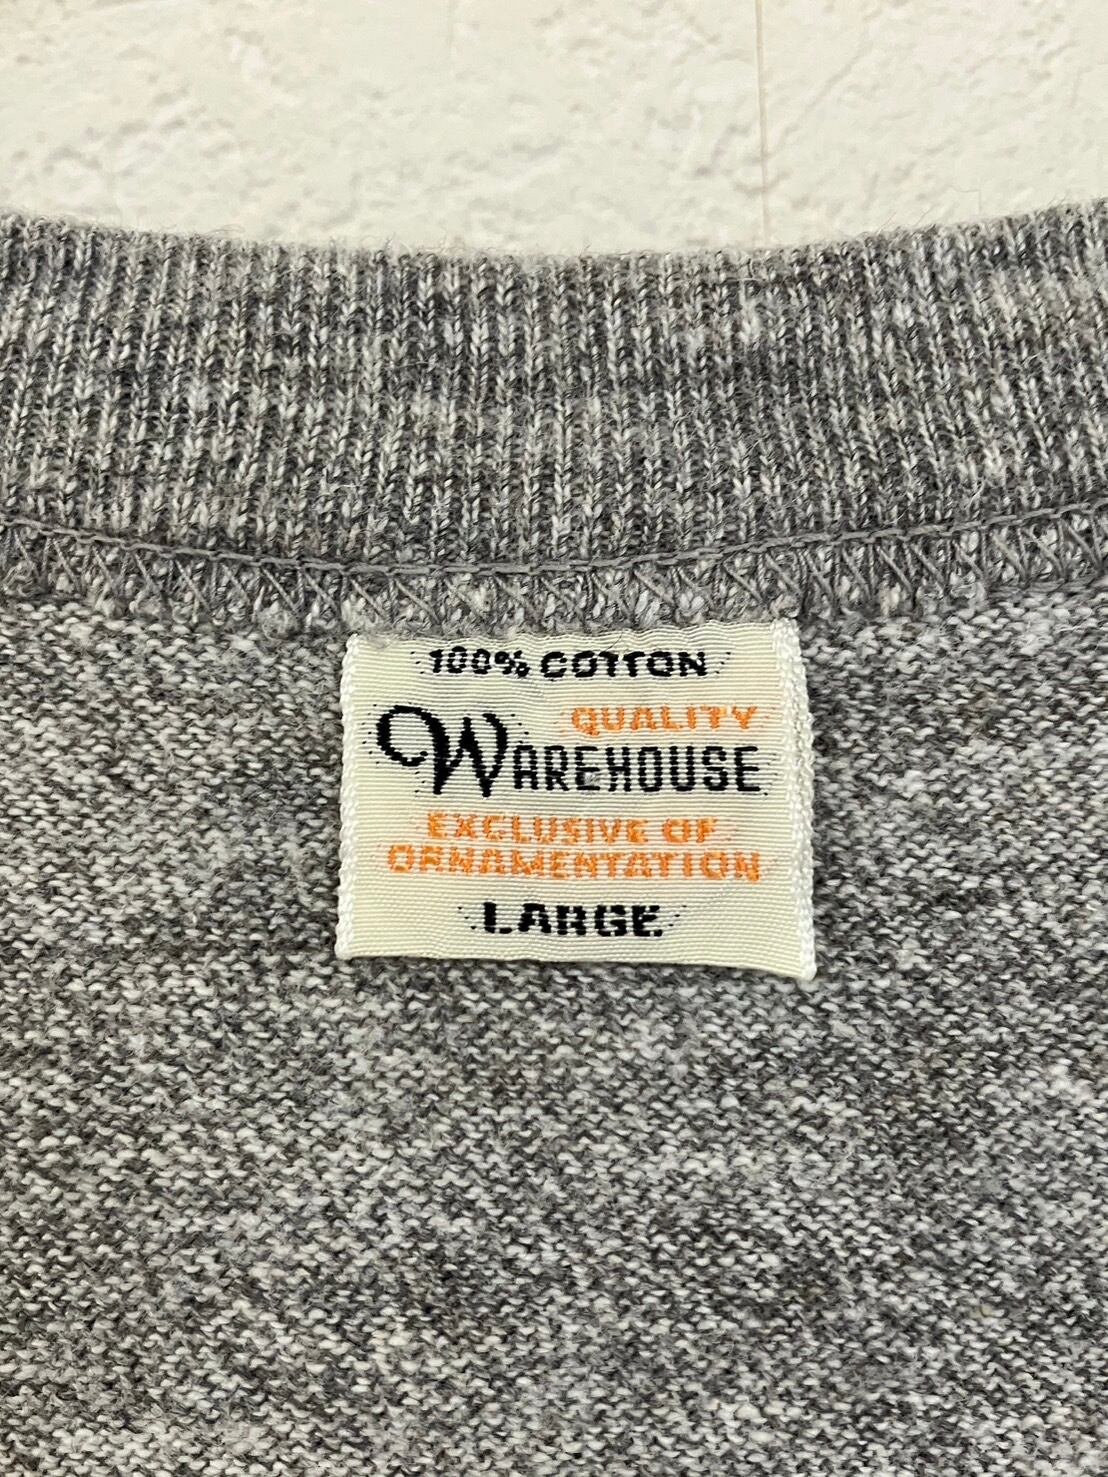 100% COTTON
QUALITY
WAREHOUSE
EXCLUSIVE OF
ORNAMENTATION
LARGE